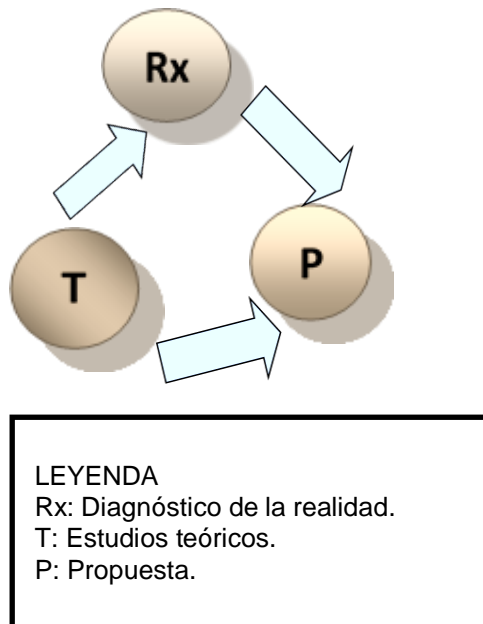 Rx
T
P
LEYENDA
Rx: Diagnóstico de la realidad.
T: Estudios teóricos.
P: Propuesta.